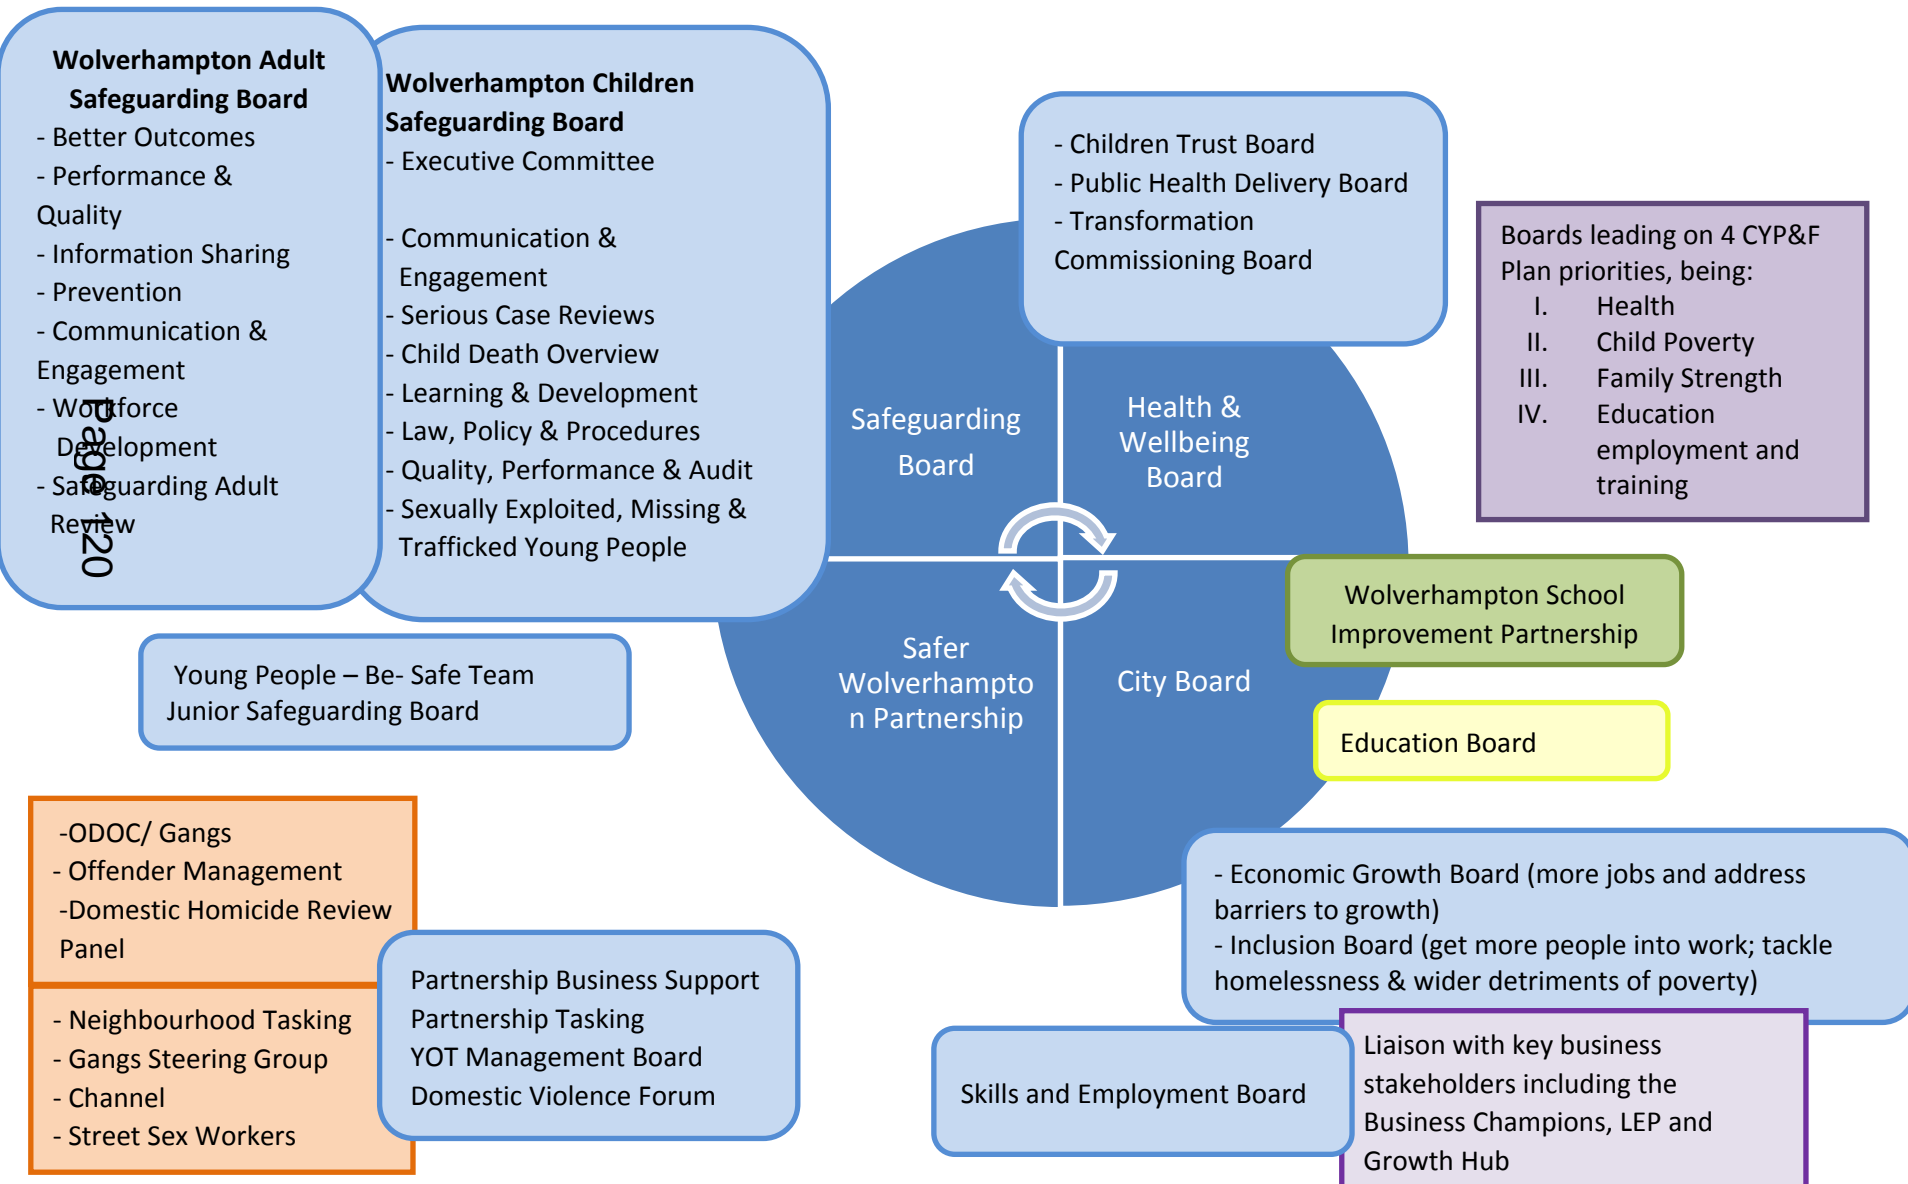 Wolverhampton Adult
Safeguarding Board
- Better Outcomes
- Performance &
Quality
- Information Sharing
- Prevention
- Communication &
Engagement
- Workforce
Development
- Safeguarding Adult
Review
Page 120
Wolverhampton Children
Safeguarding Board
- Executive Committee
- Communication &
Engagement
- Serious Case Reviews
- Child Death Overview
- Learning & Development
- Law, Policy & Procedures
- Quality, Performance & Audit
- Sexually Exploited, Missing &
Trafficked Young People
- Children Trust Board
- Public Health Delivery Board
- Transformation
Commissioning Board
Boards leading on 4 CYP&F
Plan priorities, being:
I. Health
II. Child Poverty
III. Family Strength
IV. Education
employment and
training
Safeguarding
Board
Health &
Wellbeing
Board
Safer
Wolverhampto
n Partnership
City Board
Wolverhampton School
Improvement Partnership
Education Board
Young People – Be- Safe Team
Junior Safeguarding Board
-ODOC/ Gangs
- Offender Management
-Domestic Homicide Review
Panel
- Neighbourhood Tasking
- Gangs Steering Group
- Channel
- Street Sex Workers
Partnership Business Support
Partnership Tasking
YOT Management Board
Domestic Violence Forum
- Economic Growth Board (more jobs and address
barriers to growth)
- Inclusion Board (get more people into work; tackle
homelessness & wider detriments of poverty)
Skills and Employment Board
Liaison with key business
stakeholders including the
Business Champions, LEP and
Growth Hub